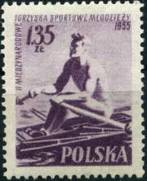 IGRZYSKA SPORTOWE MŁODZIEŻY
1955
II MIĘDZYNARODOWE
1.35
ZŁ
POLSKA